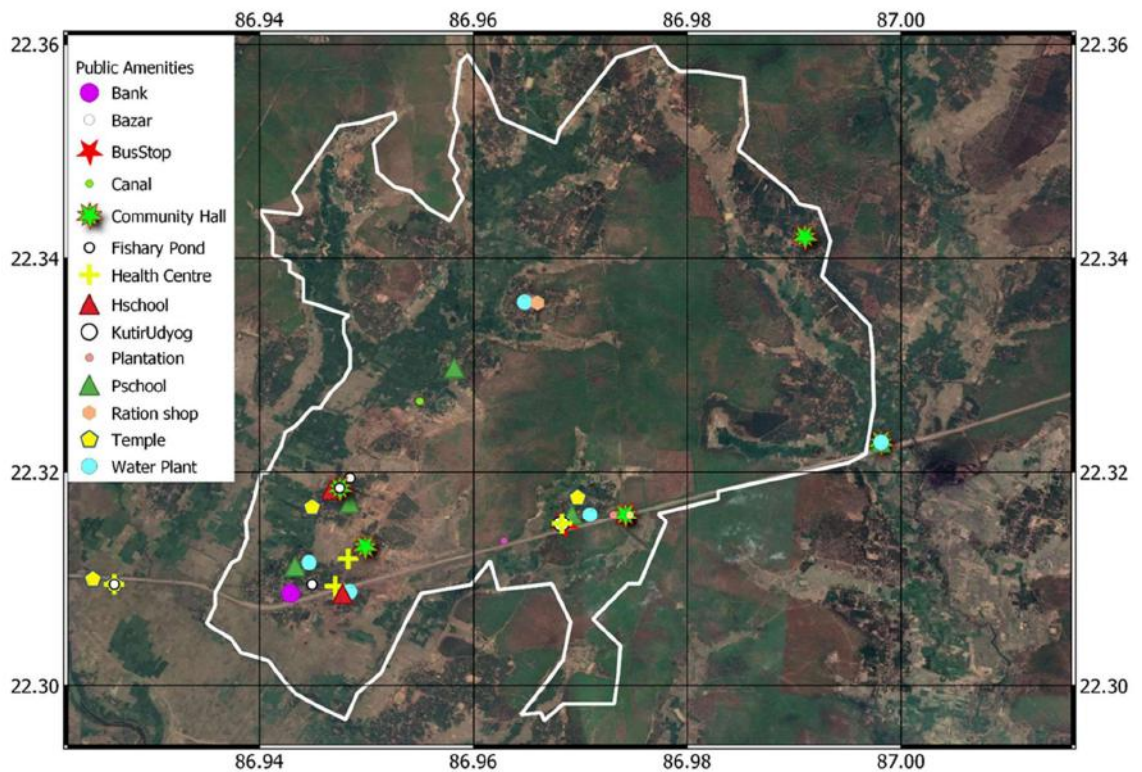 86.94 86.96 86.98 87.00
22.36 22.36
Public Amenities
Bank
Bazar
BusStop
Canal
Community Hall
Fishary Pond
Health Centre
Hschool
KutirUdyog
Plantation
Pschool
Ration shop
Temple
Water Plant
22.34 22.34
22.32 22.32
22.30 22.30
86.94 86.96 86.98 87.00